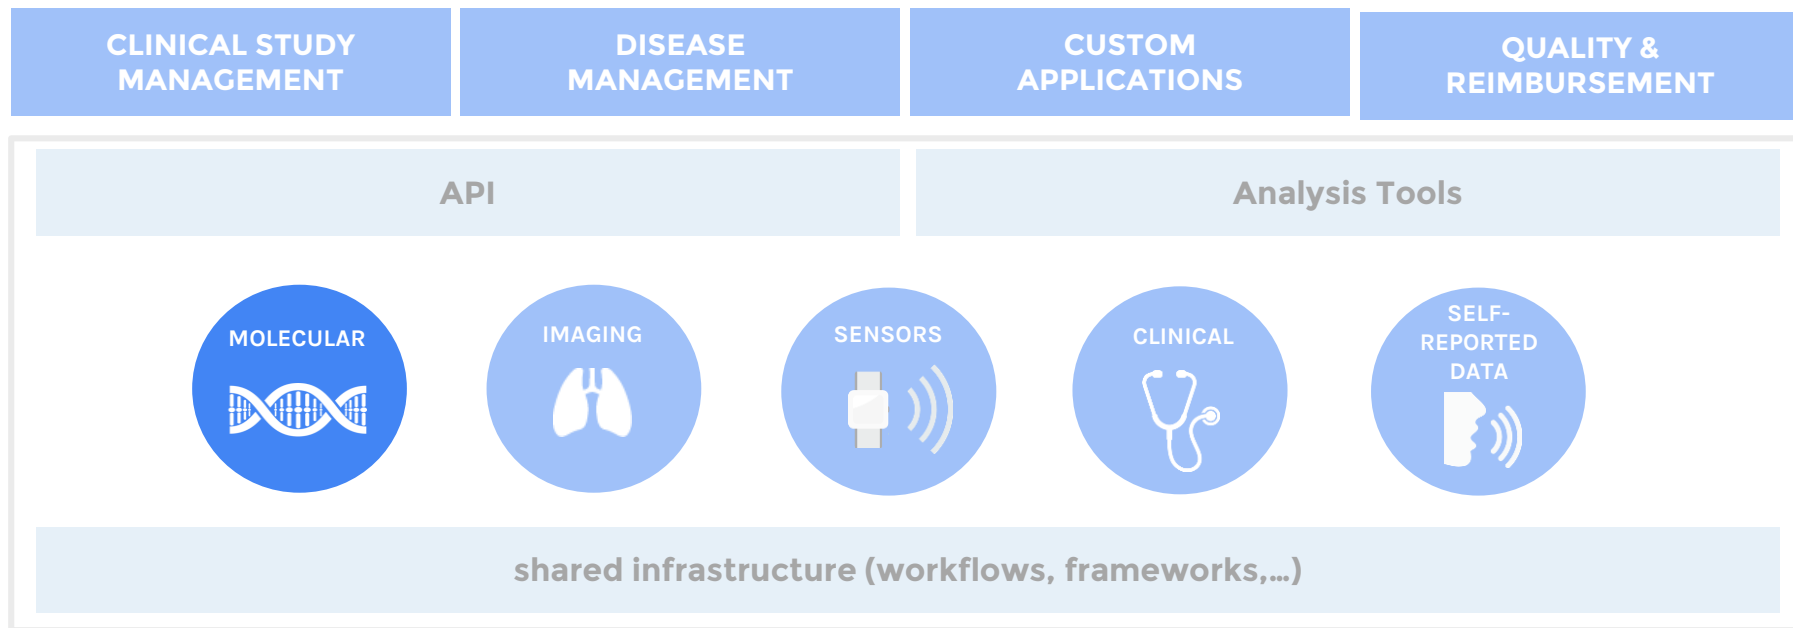 CLINICAL STUDY
MANAGEMENT
DISEASE
MANAGEMENT
CUSTOM
APPLICATIONS
QUALITY &
REIMBURSEMENT
API
Analysis Tools
MOLECULAR
IMAGING
SENSORS
CLINICAL
SELF-
REPORTED
DATA
shared infrastructure (workflows, frameworks,...)